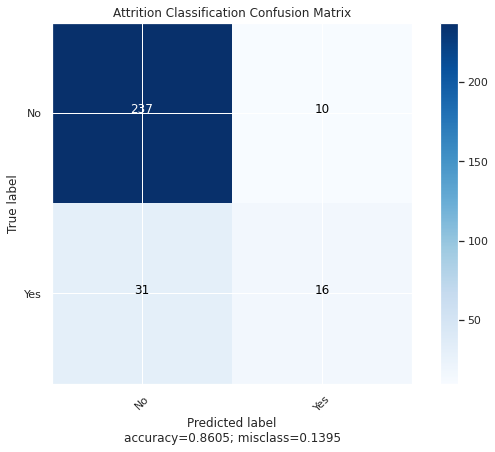 Attrition Classification Confusion Matrix
True label
No
237
10
Yes
31
16
200
150
100
50
No
Yes
Predicted label
accuracy=0.8605; misclass=0.1395